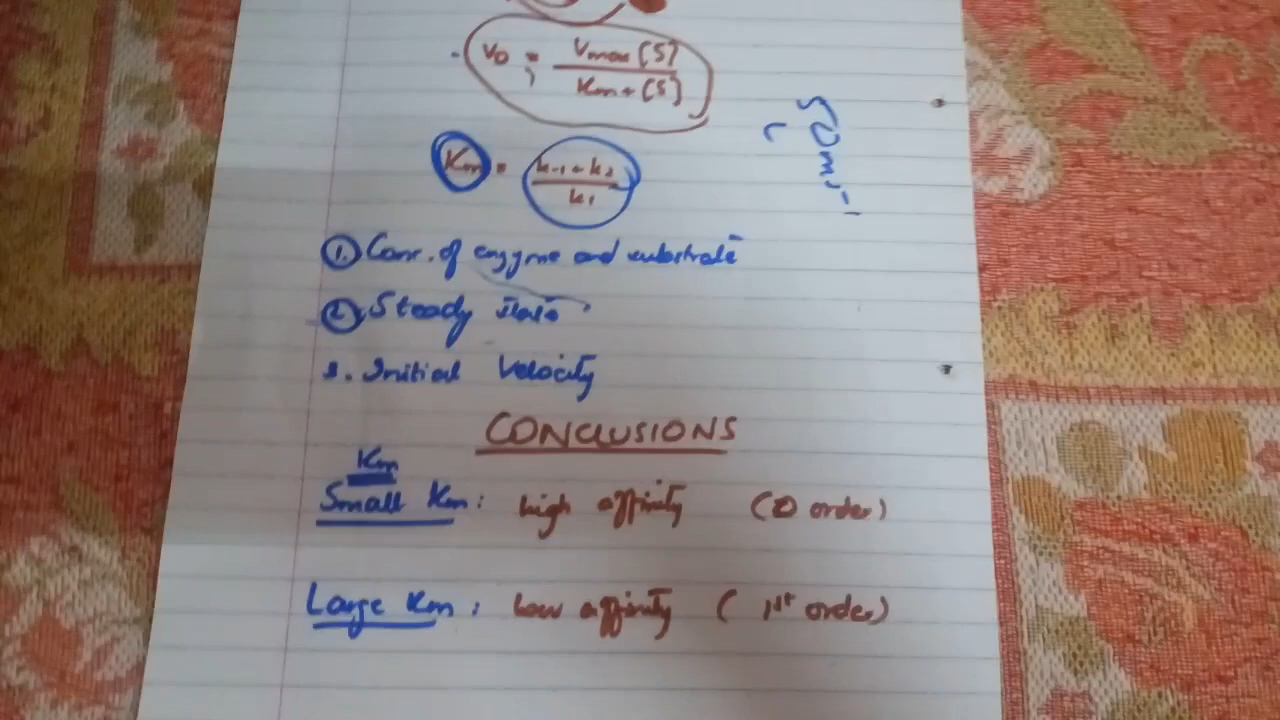 V0 = Vmax [S] / Km + [S]
Km = k-1 + k2 / k1
1. Conc. of enzyme and substrate
2. Steady state
3. Initial Velocity
CONCLUSIONS
Km
Small Km: high affinity (0 order)
Large Km: low affinity (1st order)